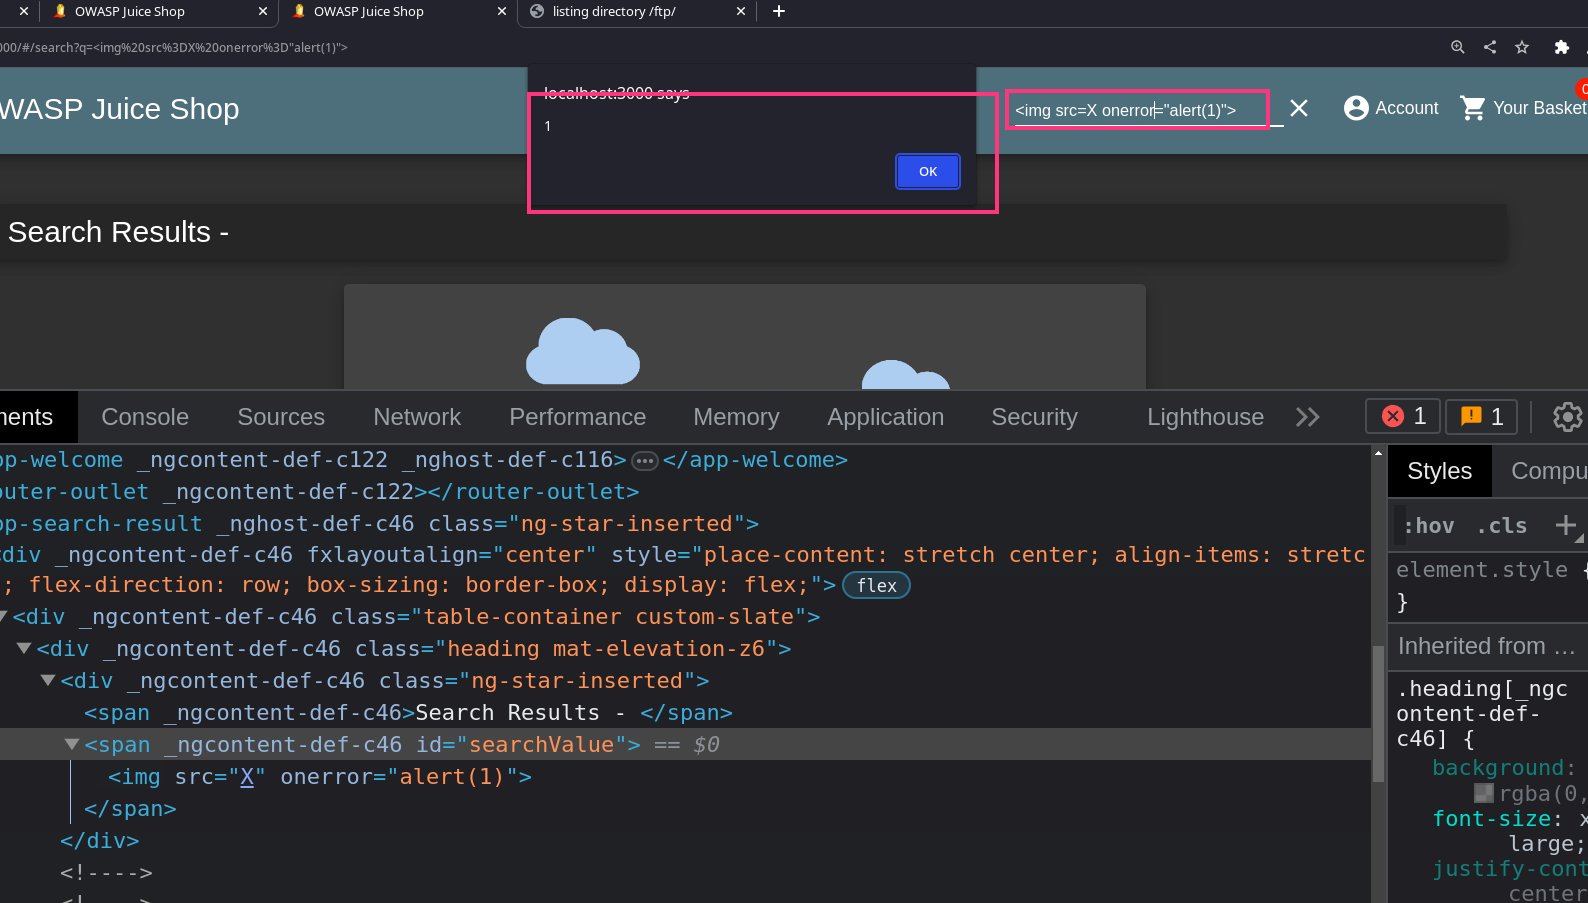 OWASP Juice Shop
OWASP Juice Shop
listing directory /ftp/
000/#/search?q=<img%20src%3DX%20onerror%3D"alert(1)">
WASP Juice Shop
localhost:3000 says
1
OK
<img src=X onerror="alert(1)">
Account
Your Basket
0
Search Results -
ments
Console
Sources
Network
Performance
Memory
Application
Security
Lighthouse
1
1
pp-welcome _ngcontent-def-c122 _nghost-def-c116></app-welcome>
outer-outlet _ngcontent-def-c122></router-outlet>
pp-search-result _nghost-def-c46 class="ng-star-inserted">
div _ngcontent-def-c46 fxlayoutalign="center" style="place-content: stretch center; align-items: stretc
; flex-direction: row; box-sizing: border-box; display: flex;"> flex
<div _ngcontent-def-c46 class="table-container custom-slate">
<div _ngcontent-def-c46 class="heading mat-elevation-z6">
<div _ngcontent-def-c46 class="ng-star-inserted">
<span _ngcontent-def-c46>Search Results - </span>
<span _ngcontent-def-c46 id="searchValue"> == $0
<img src="X" onerror="alert(1)">
</span>
</div>
<!---->
Styles
Compu
:hov .cls
element.style {
}
Inherited from …
.heading[_ngc
ontent-def-
c46] {
background:
rgba(0,
font-size: x
large;
justify-cont
center